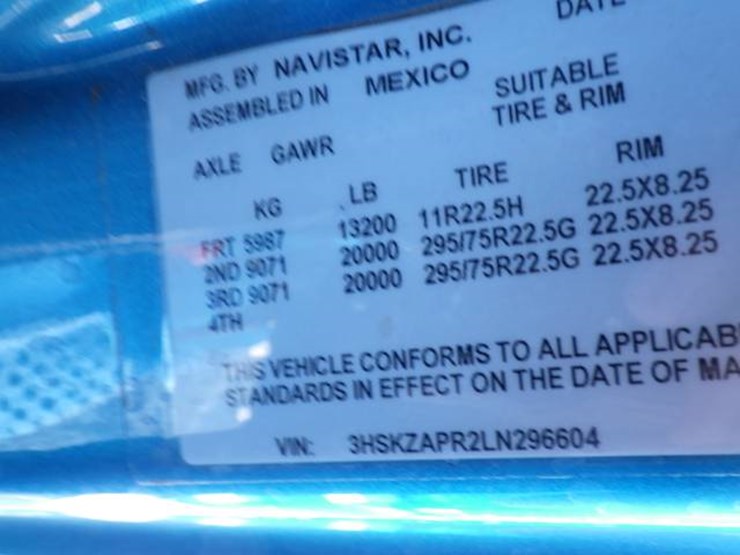 DATE
MFG. BY NAVISTAR, INC.
ASSEMBLED IN MEXICO
SUITABLE
TIRE & RIM
AXLE GAWR
KG LB TIRE RIM
FRT 5987 13200 11R22.5H 22.5X8.25
2ND 9071 20000 295/75R22.5G 22.5X8.25
3RD 9071 20000 295/75R22.5G 22.5X8.25
4TH
THIS VEHICLE CONFORMS TO ALL APPLICAB
STANDARDS IN EFFECT ON THE DATE OF MA
VIN: 3HSKZAPR2LN296604